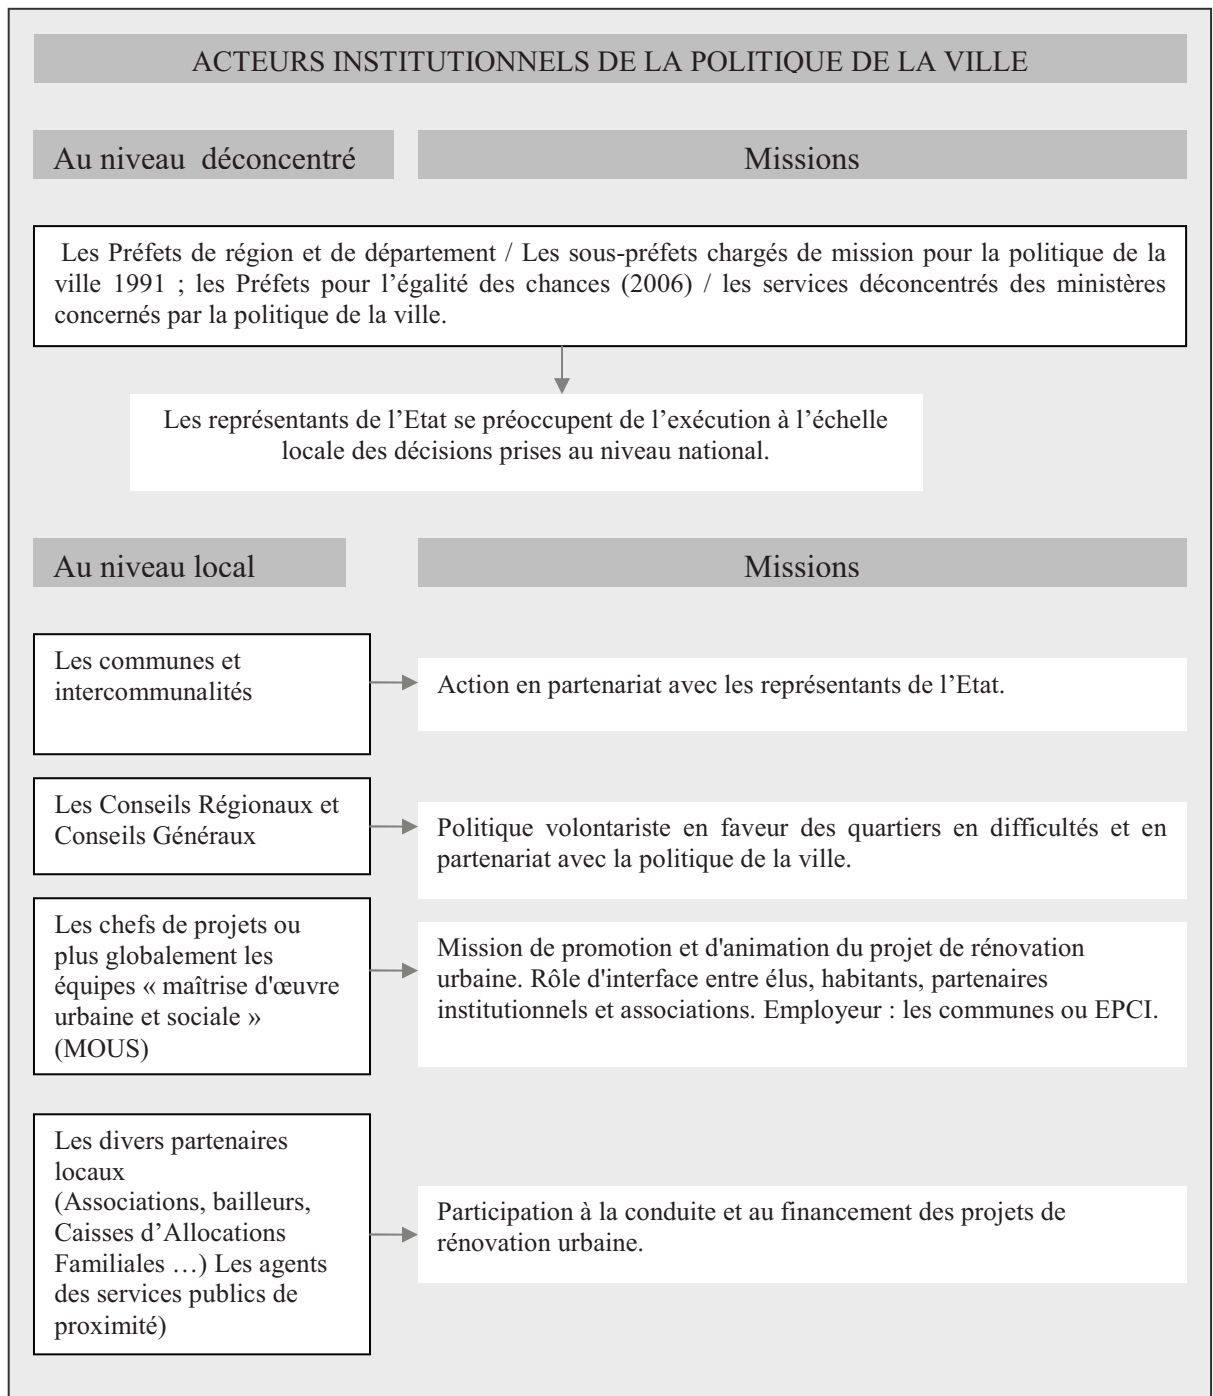 ACTEURS INSTITUTIONNELS DE LA POLITIQUE DE LA VILLE
Au niveau déconcentré
Missions
Les Préfets de région et de département / Les sous-préfets chargés de mission pour la politique de la
ville 1991 ; les Préfets pour l’égalité des chances (2006) / les services déconcentrés des ministères
concernés par la politique de la ville.
Les représentants de l’Etat se préoccupent de l’exécution à l’échelle
locale des décisions prises au niveau national.
Au niveau local
Missions
Les communes et
intercommunalités
Action en partenariat avec les représentants de l’Etat.
Les Conseils Régionaux et
Conseils Généraux
Politique volontariste en faveur des quartiers en difficultés et en
partenariat avec la politique de la ville.
Les chefs de projets ou
plus globalement les
équipes « maîtrise d'œuvre
urbaine et sociale »
(MOUS)
Mission de promotion et d'animation du projet de rénovation
urbaine. Rôle d'interface entre élus, habitants, partenaires
institutionnels et associations. Employeur : les communes ou EPCI.
Les divers partenaires
locaux
(Associations, bailleurs,
Caisses d’Allocations
Familiales …) Les agents
des services publics de
proximité)
Participation à la conduite et au financement des projets de
rénovation urbaine.